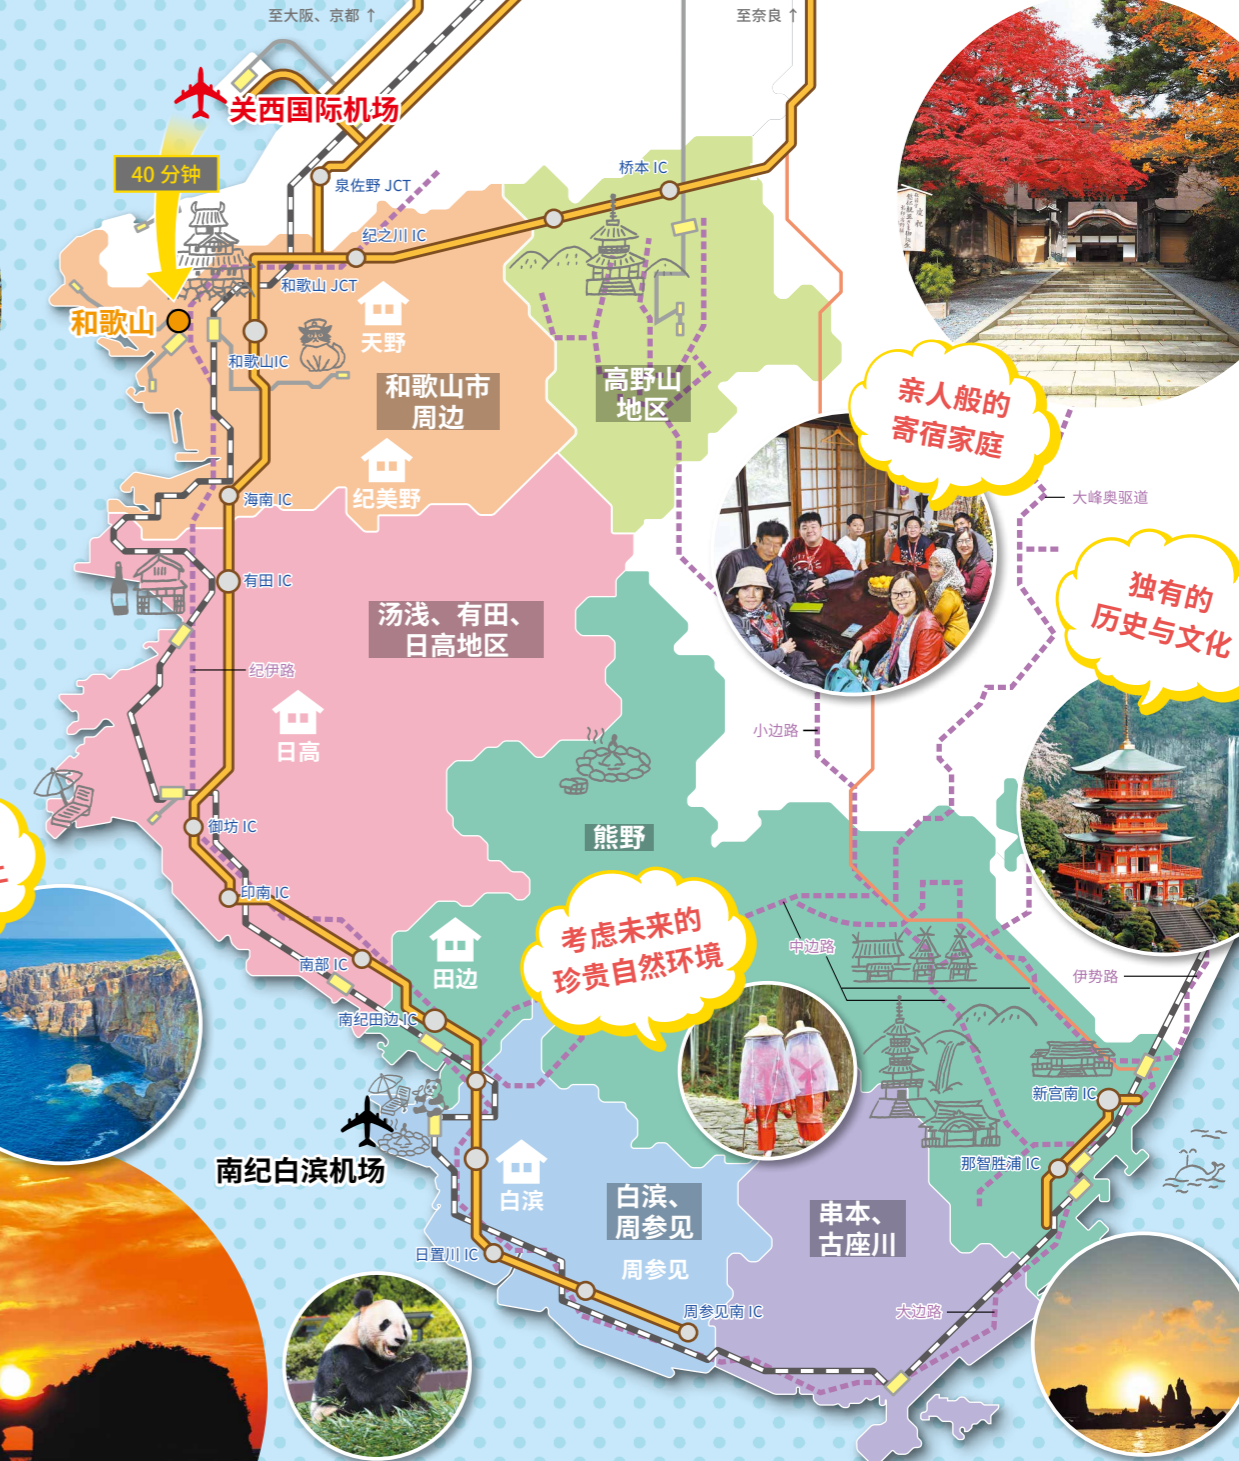 至大阪、京都 ↑
至奈良 ↑
关西国际机场
40 分钟
泉佐野 JCT
桥本 IC
纪之川 IC
和歌山 JCT
和歌山
天野
和歌山IC
和歌山市
周边
高野山
地区
亲人般的
寄宿家庭
纪美野
海南 IC
大峰奥驱道
有田 IC
独有的
历史与文化
汤浅、有田、
日高地区
纪伊路
日高
小边路
御坊 IC
熊野
印南 IC
考虑未来的
珍贵自然环境
中边路
南部 IC
田边
伊势路
南纪田边 IC
新宫南 IC
南纪白滨机场
那智胜浦 IC
白滨
白滨、
周参见
串本、
古座川
日置川 IC
周参见
周参见南 IC
大边路